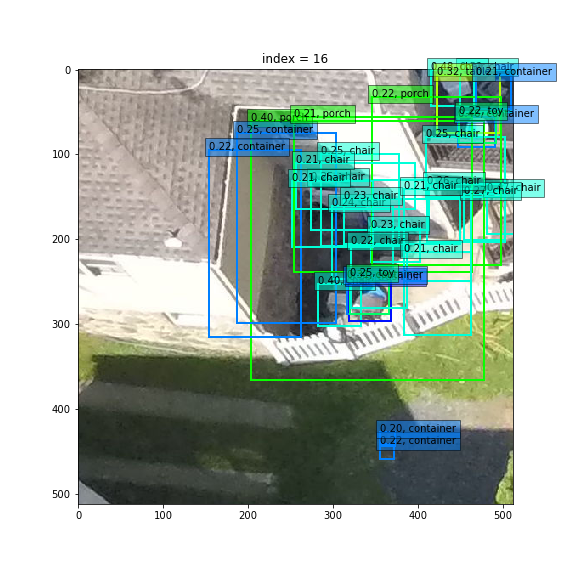 index = 16
0.32, ta
0.21, container
0.22, porch
0.22, toy
0.21, porch
0.40, po
0.25, container
0.25, chair
0.22, container
0.25, chair
0.21, chair
0.21, chair
0.21, chair
0.23, chair
0.24, chair
0.23, chair
0.22, chair
0.21, chair
0.25, toy
0.40,
0.20, container
0.22, container
0
100
200
300
400
500
0
100
200
300
400
500